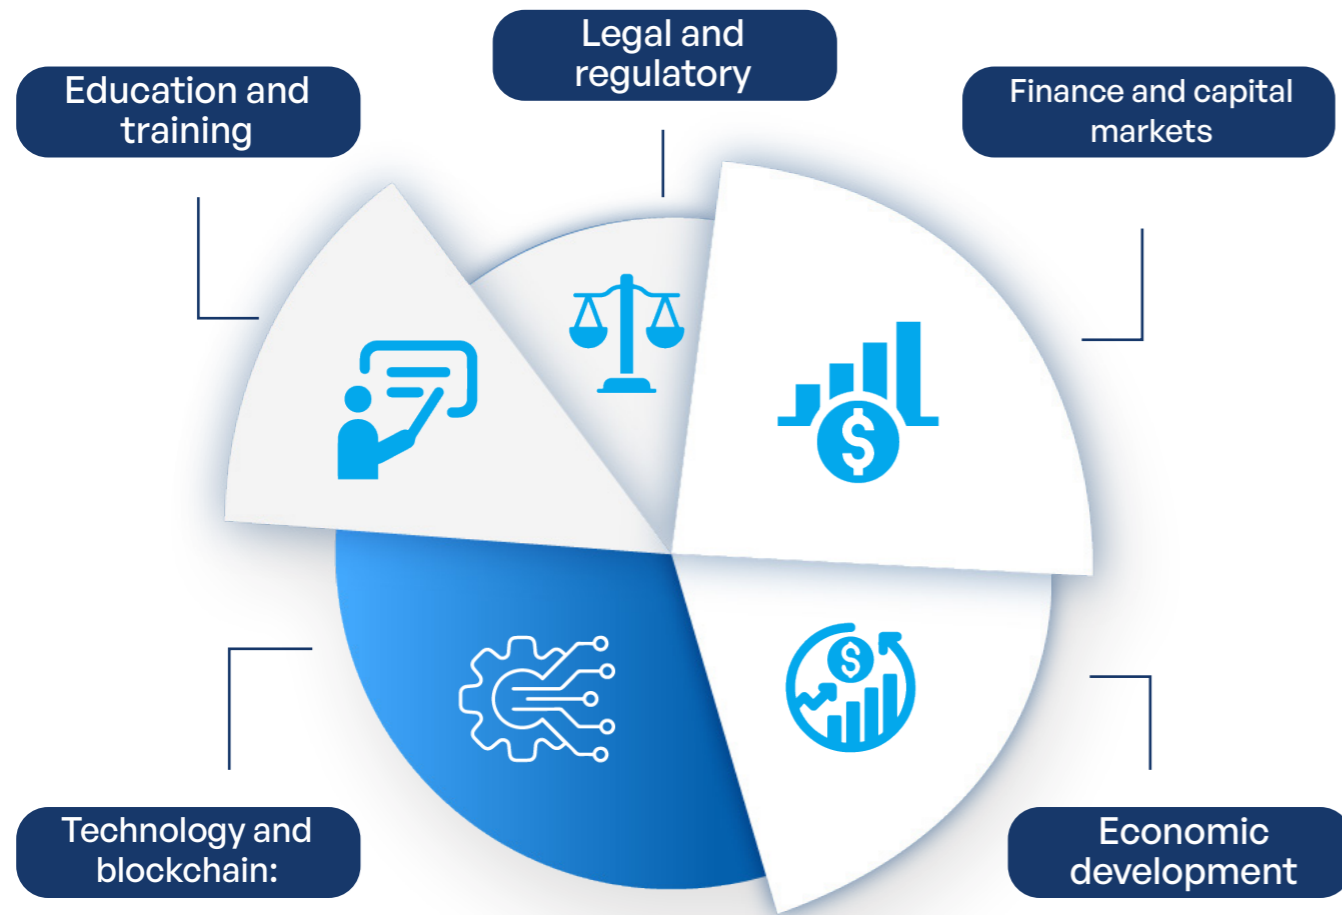 Legal and
regulatory
Education and
training
Finance and capital
markets
$
$
Technology and
blockchain:
Economic
development